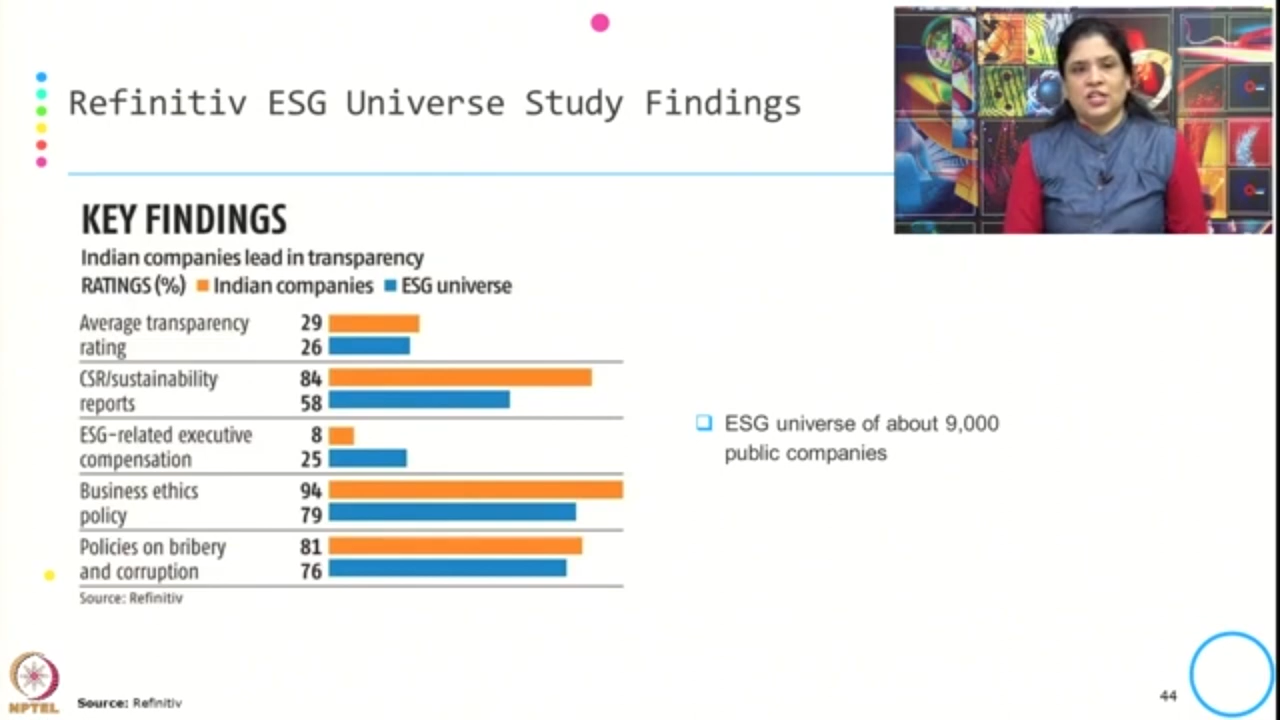 Refinitiv ESG Universe Study Findings
KEY FINDINGS
Indian companies lead in transparency
RATINGS (%) Indian companies ESG universe
Average transparency 29
rating 26
CSR/sustainability 84
reports 58
ESG-related executive 8
compensation 25
Business ethics 94
policy 79
Policies on bribery 81
and corruption 76
Source: Refinitiv
ESG universe of about 9,000
public companies
NPTEL
Source: Refinitiv
44